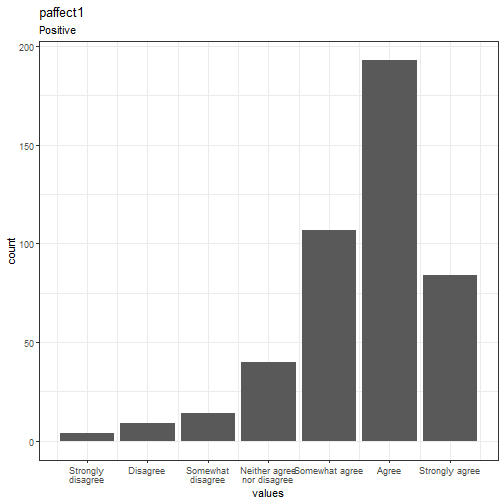 paffect1
Positive
200
150
100
50
0
count
Strongly disagree
Disagree
Somewhat disagree
Neither agree nor disagree
Somewhat agree
Agree
Strongly agree
values